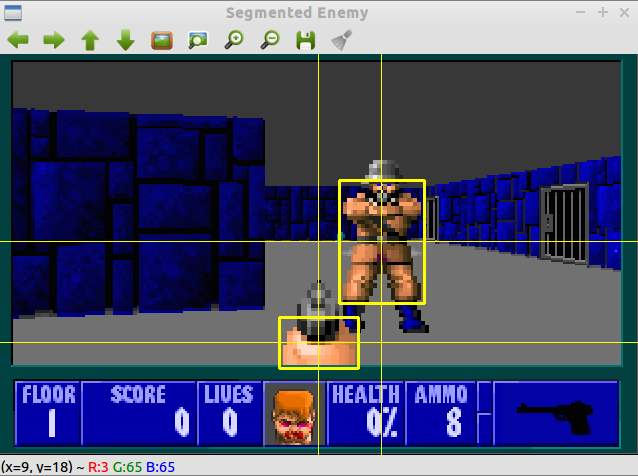 Segmented Enemy
FLOOR SCORE LIVES HEALTH AMMO
1 0 0 0% 8
(x=9, y=18) ~ R:3 G:65 B:65